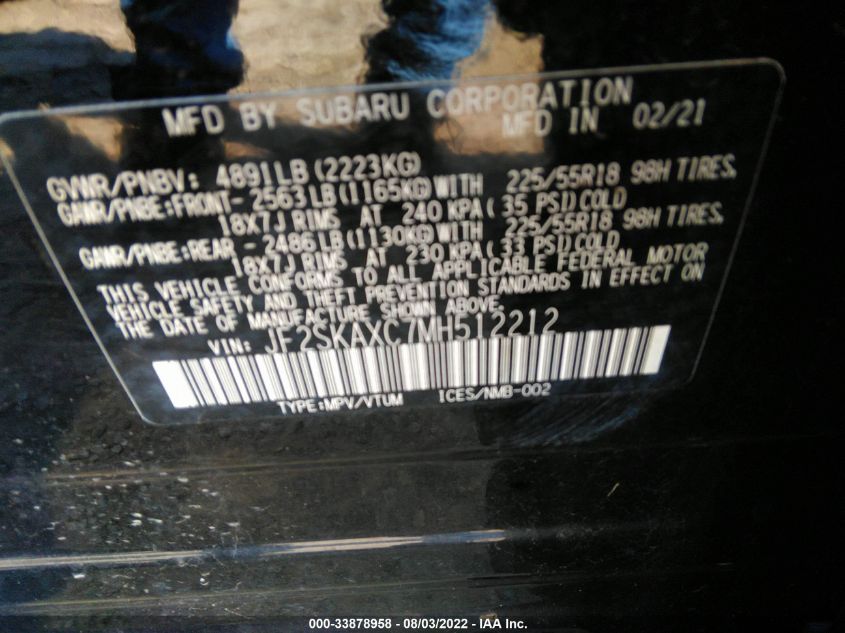 MFD BY SUBARU CORPORATION
MFD IN 02/21
GVWR/PNBV: 4891LB (2223KG)
GAWR/PNBE:FRONT- 2563LB(1165KG)WITH 225/55R18 98H TIRES.
18X7J RIMS AT 240 KPA( 35 PSI)COLD
GAWR/PNBE:REAR - 2486LB(1130KG)WITH 225/55R18 98H TIRES.
18X7J RIMS AT 230 KPA( 33 PSI)COLD
THIS VEHICLE CONFORMS TO ALL APPLICABLE FEDERAL MOTOR
VEHICLE SAFETY AND THEFT PREVENTION STANDARDS IN EFFECT ON
THE DATE OF MANUFACTURE SHOWN ABOVE.
VIN: JF2SKAXC7MH512212
TYPE:MPV/VTUM ICES/NMB-002
000-33878958 - 08/03/2022 - IAA Inc.